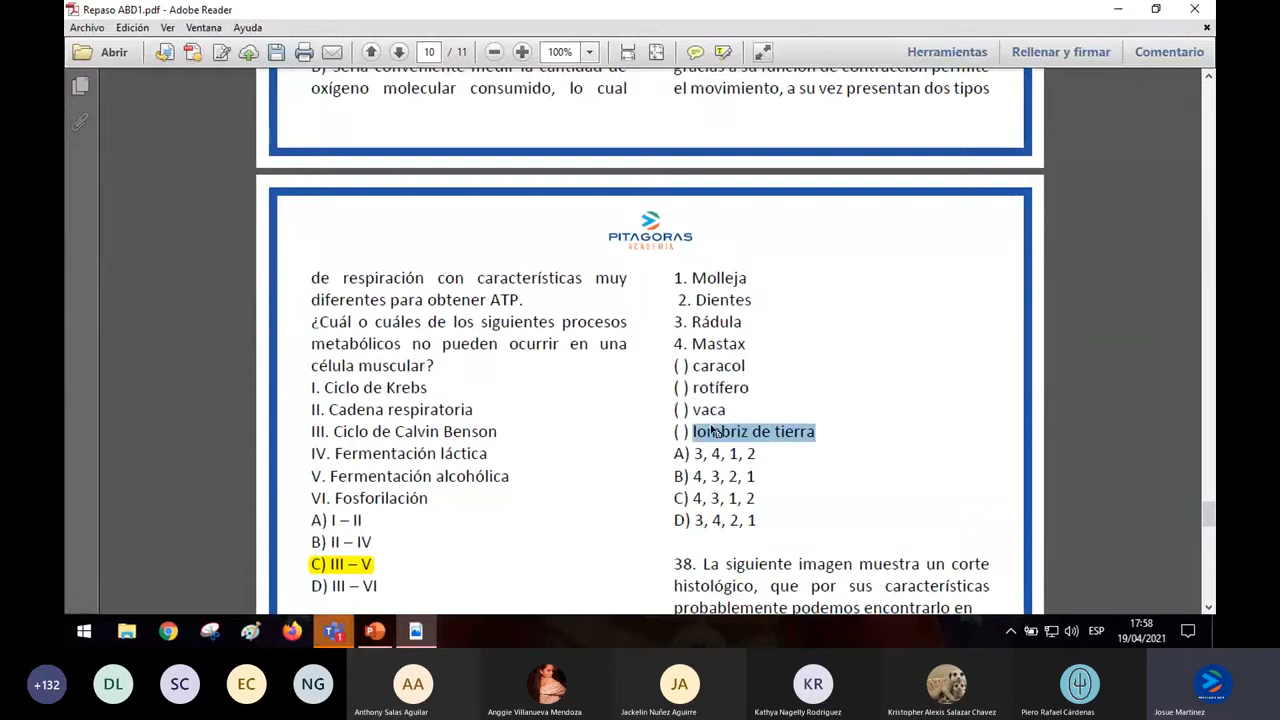 Repaso ABD1.pdf - Adobe Reader
Archivo Edición Ver Ventana Ayuda
Abrir
10 / 11
100%
Herramientas
Rellenar y firmar
Comentario
oxígeno molecular consumido, lo cual
gracias a su función de contracción permite
el movimiento, a su vez presentan dos tipos
PITAGORAS
ACADEMIA
de respiración con características muy
diferentes para obtener ATP.
¿Cuál o cuáles de los siguientes procesos
metabólicos no pueden ocurrir en una
célula muscular?
I. Ciclo de Krebs
II. Cadena respiratoria
III. Ciclo de Calvin Benson
IV. Fermentación láctica
V. Fermentación alcohólica
VI. Fosforilación
A) I – II
B) II – IV
C) III – V
D) III – VI
1. Molleja
2. Dientes
3. Rádula
4. Mastax
( ) caracol
( ) rotífero
( ) vaca
( ) lombriz de tierra
A) 3, 4, 1, 2
B) 4, 3, 2, 1
C) 4, 3, 1, 2
D) 3, 4, 2, 1
38. La siguiente imagen muestra un corte
histológico, que por sus características
probablemente podemos encontrarlo en
1
ESP
17:58
19/04/2021
+132
DL
SC
EC
NG
AA
Anthony Salas Aguilar
Anggie Villanueva Mendoza
JA
Jackelin Nuñez Aguirre
KR
Kathya Nagelly Rodriguez
Kristopher Alexis Salazar Chavez
Piero Rafael Cárdenas
Josue Martinez